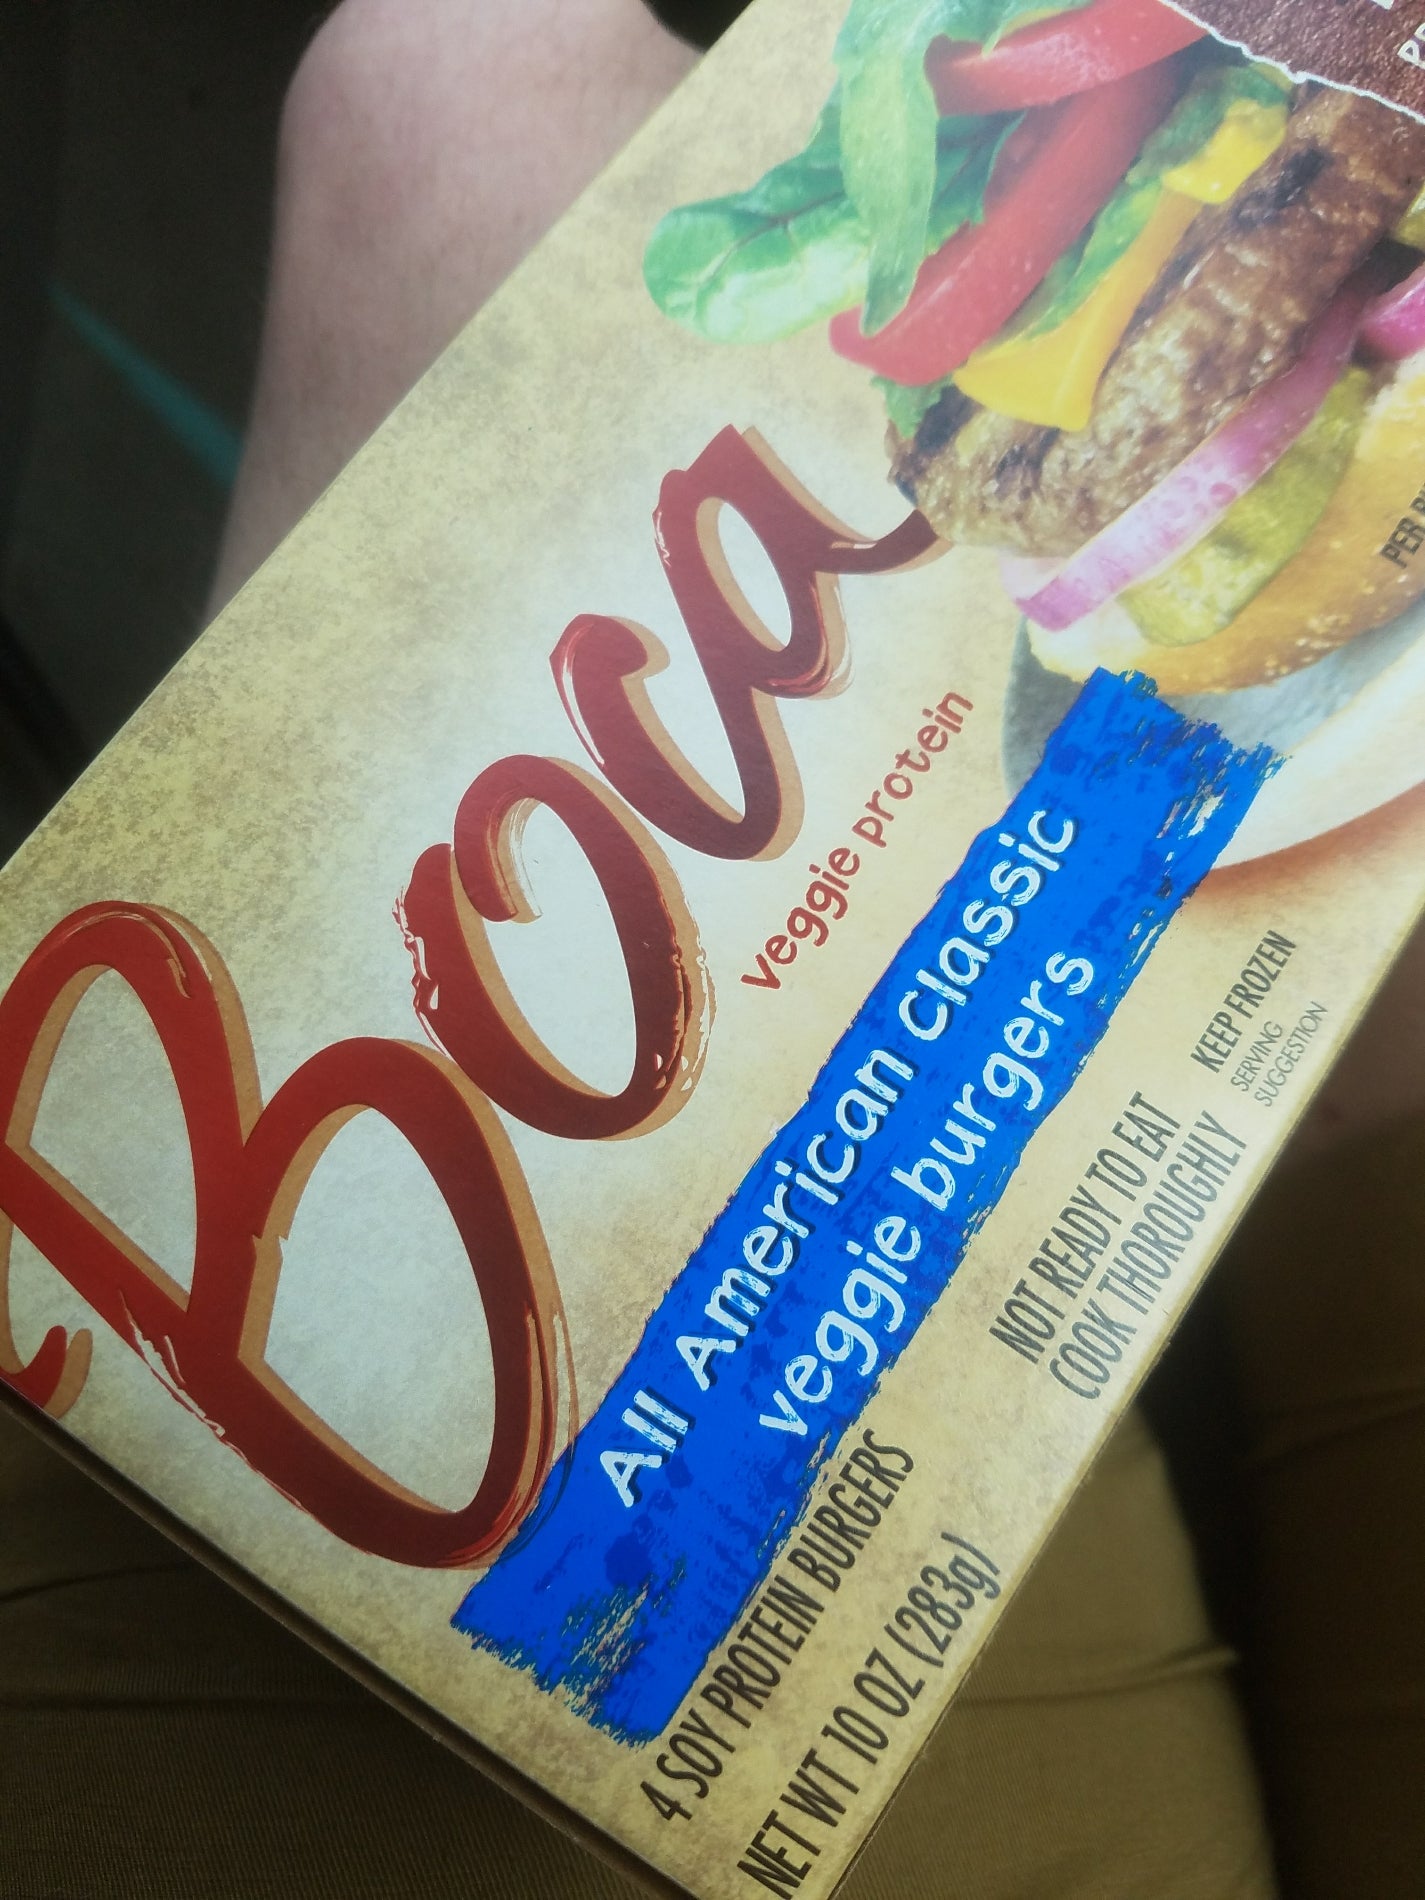 Boca
veggie protein
All American Classic
veggie burgers
KEEP FROZEN
SERVING
SUGGESTION
NOT READY TO EAT
COOK THOROUGHLY
4 SOY PROTEIN BURGERS
NET WT 10 OZ (283g)
PER